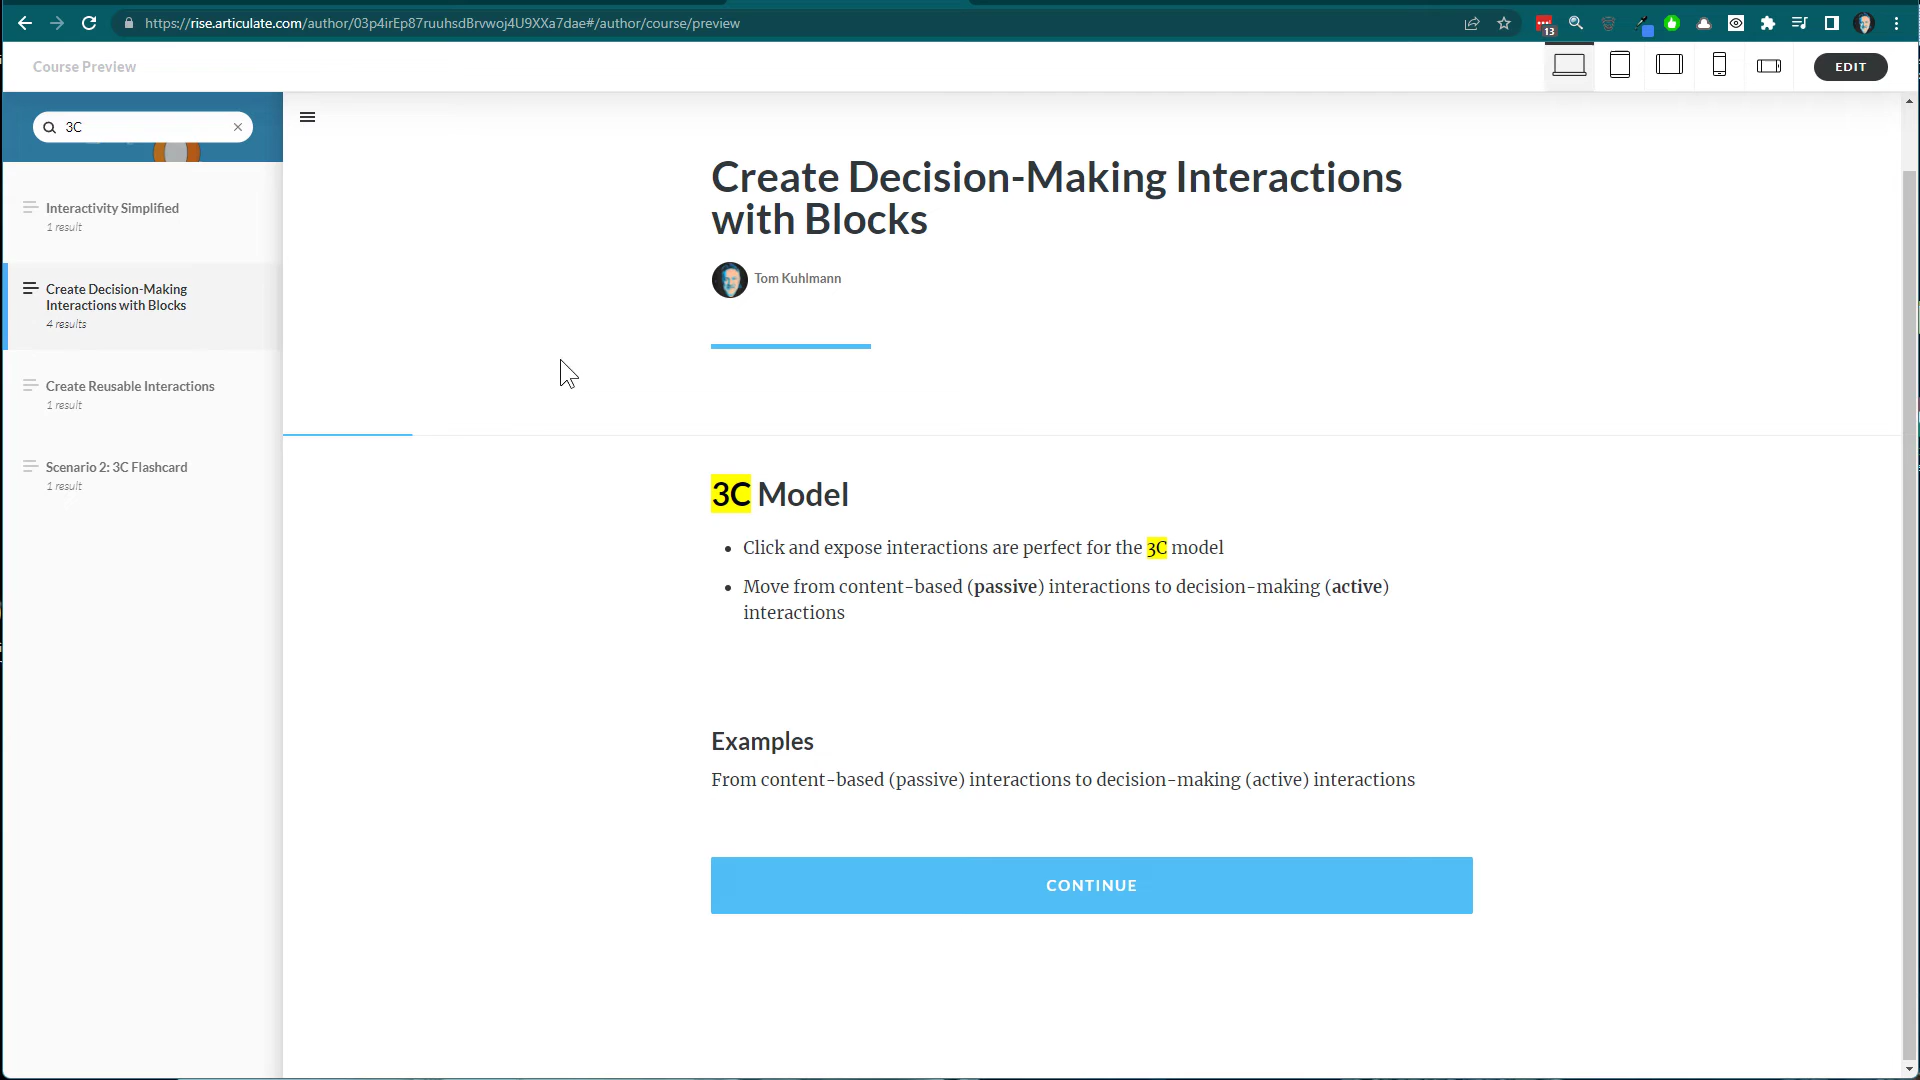 https://rise.articulate.com/author/03p4irEp87ruuhsdBrvwoj4U9XXa7dae#/author/course/preview
13
Course Preview
EDIT
3C
Interactivity Simplified
1 result
Create Decision-Making
Interactions with Blocks
4 results
Create Reusable Interactions
1 result
Scenario 2: 3C Flashcard
1 result
Create Decision-Making Interactions
with Blocks
Tom Kuhlmann
3C Model
• Click and expose interactions are perfect for the 3C model
• Move from content-based (passive) interactions to decision-making (active)
interactions
Examples
From content-based (passive) interactions to decision-making (active) interactions
CONTINUE